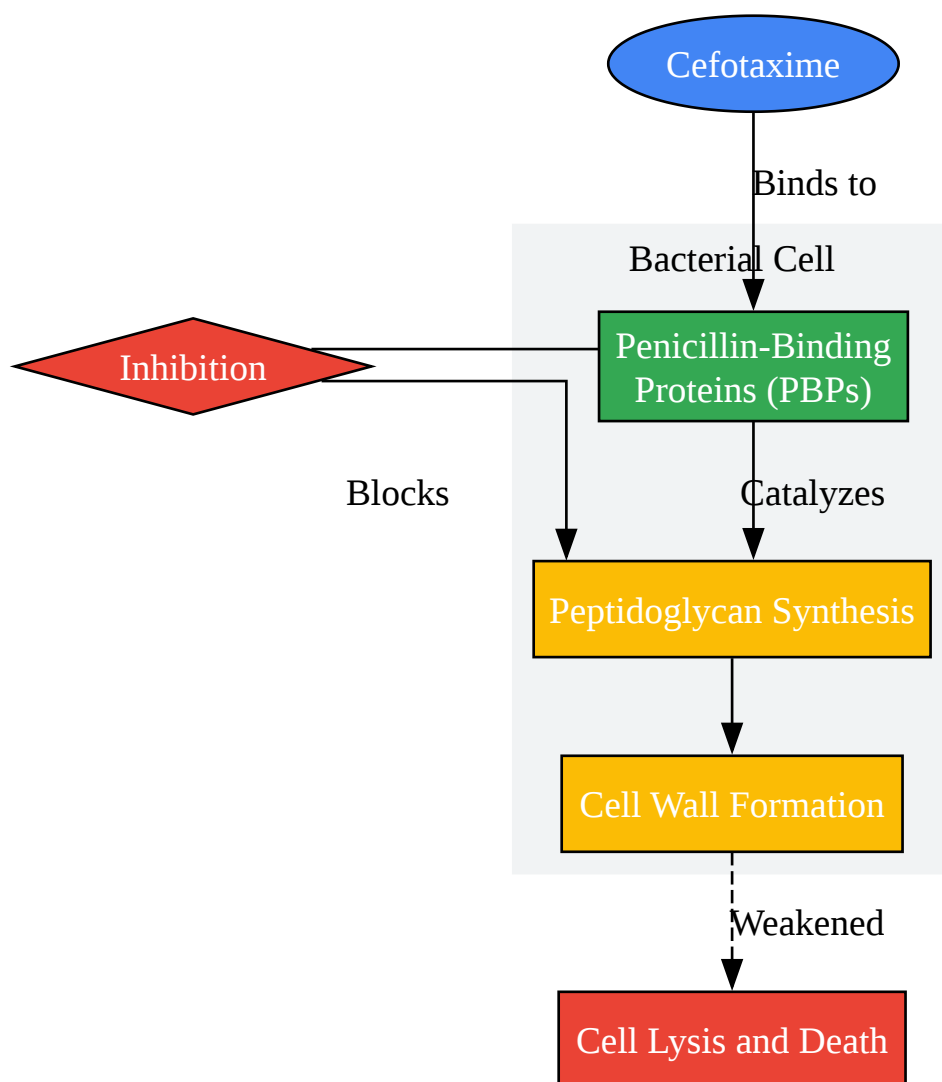 Cefotaxime
Binds to
Bacterial Cell
Penicillin-Binding
Proteins (PBPs)
Inhibition
Blocks
Catalyzes
Peptidoglycan Synthesis
Cell Wall Formation
Weakened
Cell Lysis and Death